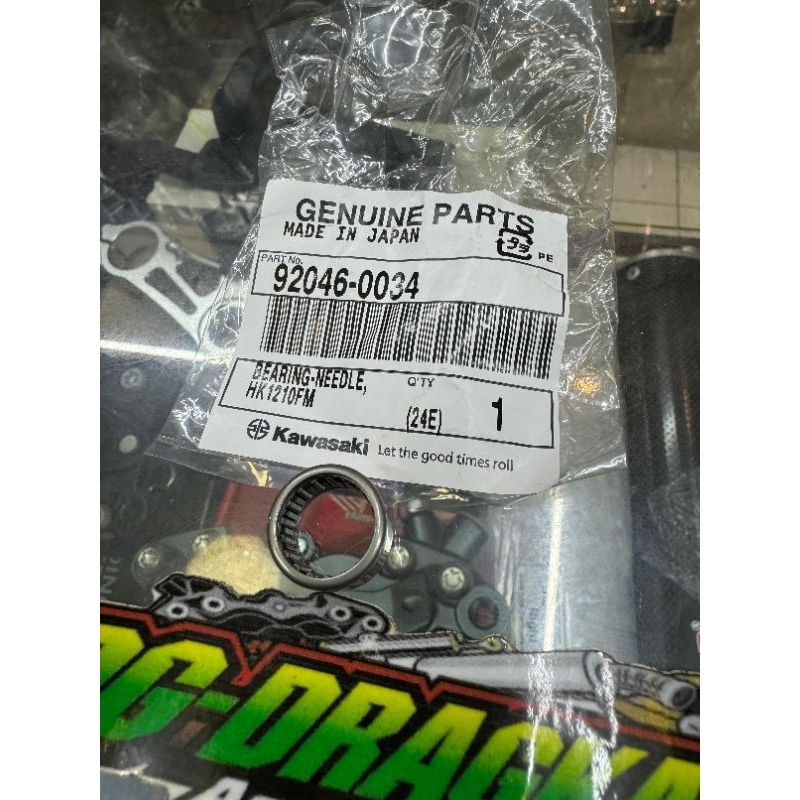 GENUINE PARTS
MADE IN JAPAN
PE
PART No.
92046-0034
BEARING-NEEDLE,
HK1210FM
Q'TY
(24E)
1
Kawasaki
Let the good times roll